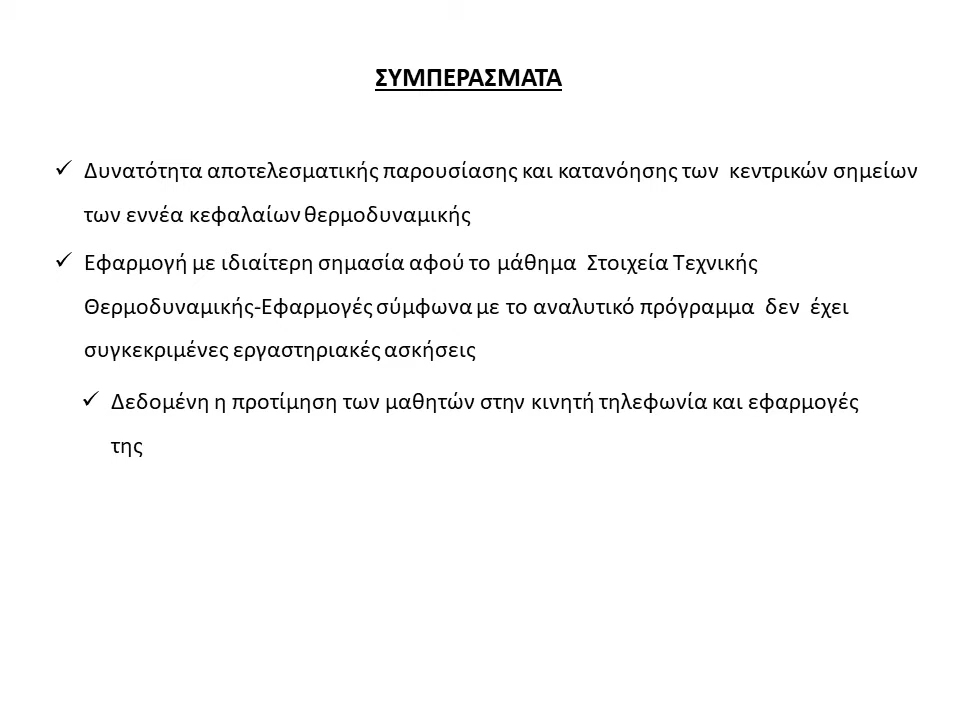 ΣΥΜΠΕΡΑΣΜΑΤΑ
✓ Δυνατότητα αποτελεσματικής παρουσίασης και κατανόησης των κεντρικών σημείων
των εννέα κεφαλαίων θερμοδυναμικής
✓ Εφαρμογή με ιδιαίτερη σημασία αφού το μάθημα Στοιχεία Τεχνικής
Θερμοδυναμικής-Εφαρμογές σύμφωνα με το αναλυτικό πρόγραμμα δεν έχει
συγκεκριμένες εργαστηριακές ασκήσεις
✓ Δεδομένη η προτίμηση των μαθητών στην κινητή τηλεφωνία και εφαρμογές
της